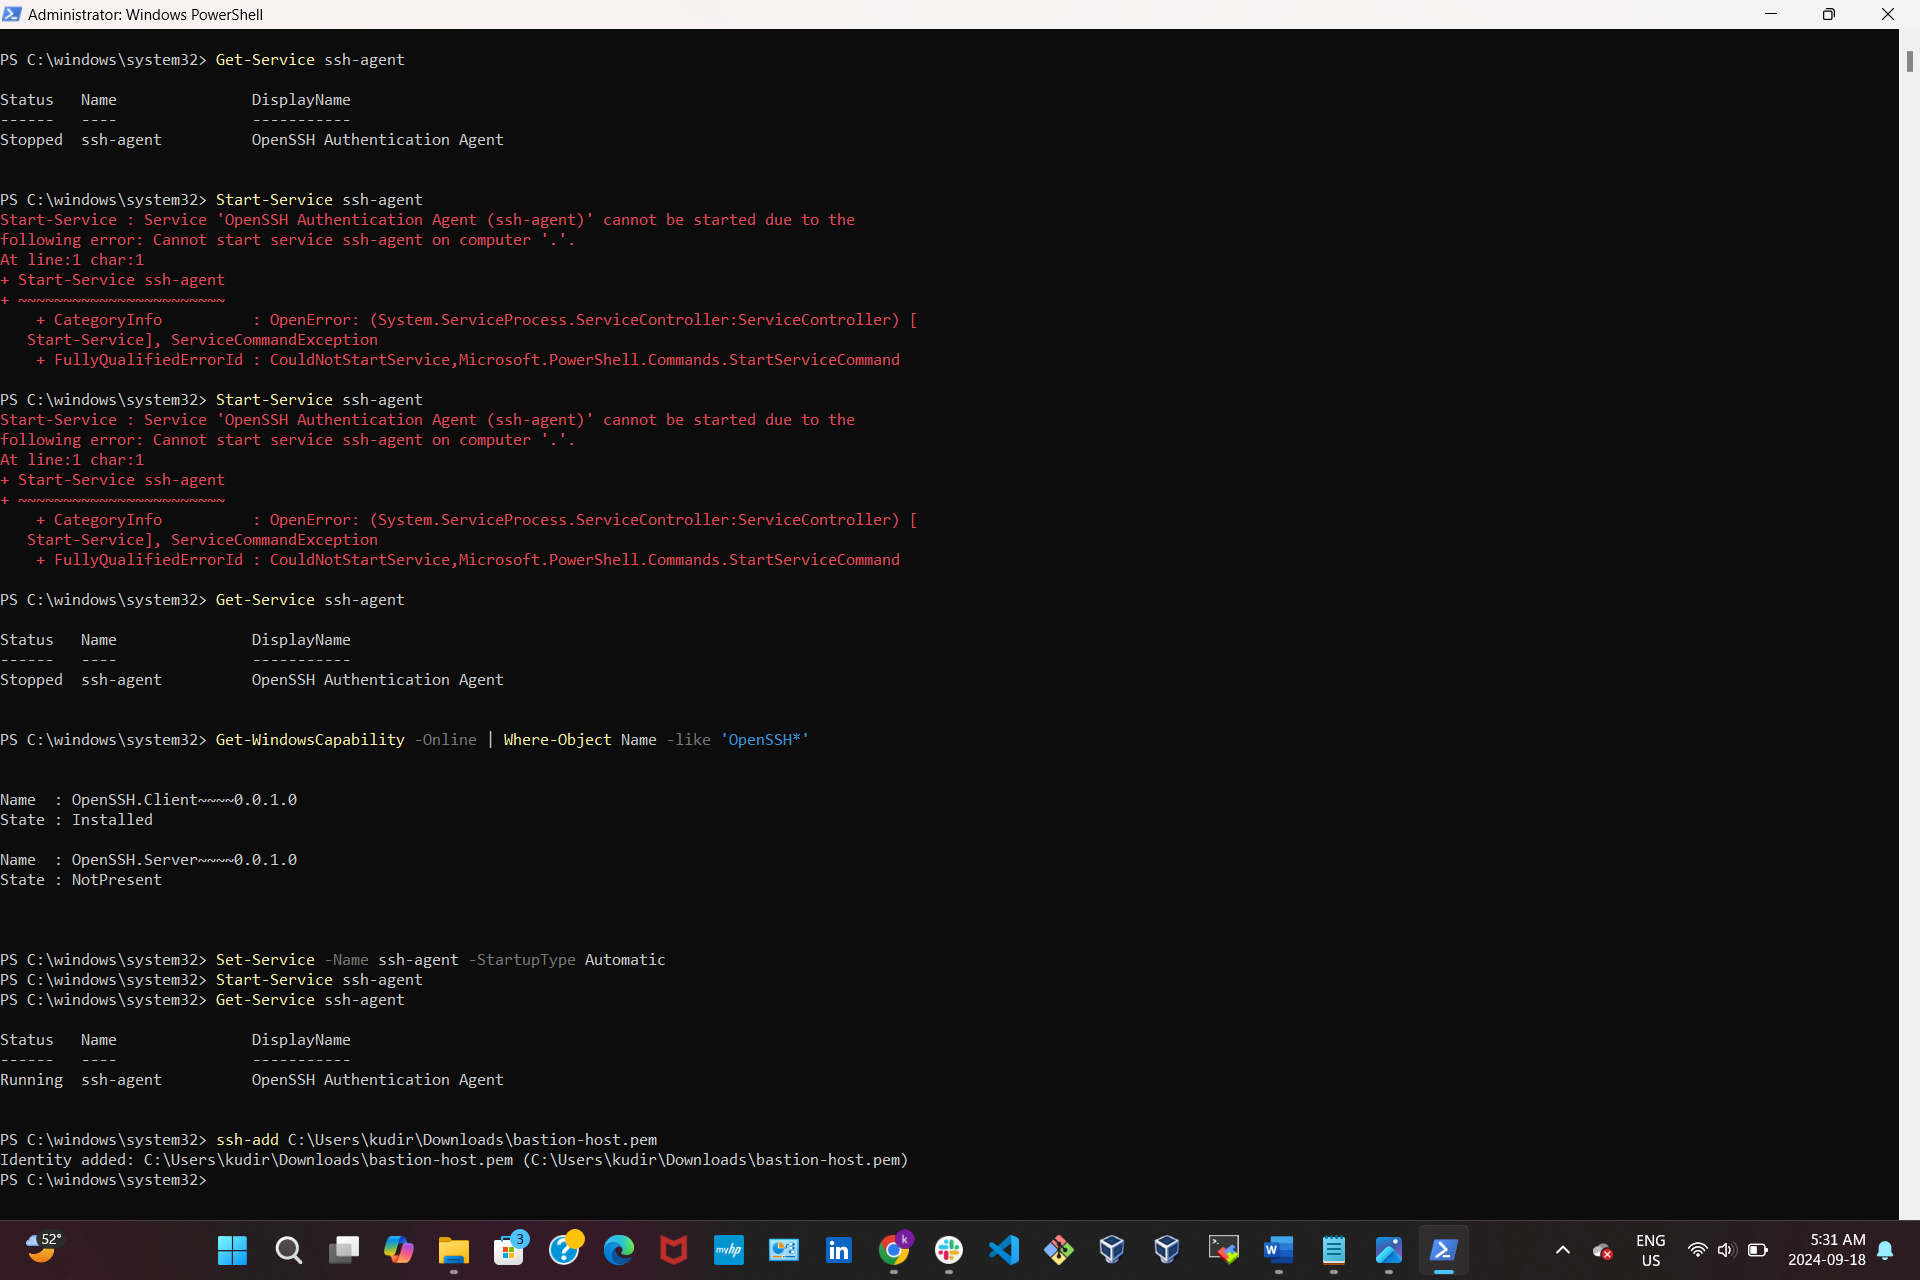 Administrator: Windows PowerShell
PS C:\windows\system32> Get-Service ssh-agent
Status   Name               DisplayName
------   ----               -----------
Stopped  ssh-agent          OpenSSH Authentication Agent
PS C:\windows\system32> Start-Service ssh-agent
Start-Service : Service 'OpenSSH Authentication Agent (ssh-agent)' cannot be started due to the
following error: Cannot start service ssh-agent on computer '.'.
At line:1 char:1
+ Start-Service ssh-agent
+ ~~~~~~~~~~~~~~~~~~~~~~~
    + CategoryInfo          : OpenError: (System.ServiceProcess.ServiceController:ServiceController) [
   Start-Service], ServiceCommandException
    + FullyQualifiedErrorId : CouldNotStartService,Microsoft.PowerShell.Commands.StartServiceCommand
PS C:\windows\system32> Start-Service ssh-agent
Start-Service : Service 'OpenSSH Authentication Agent (ssh-agent)' cannot be started due to the
following error: Cannot start service ssh-agent on computer '.'.
At line:1 char:1
+ Start-Service ssh-agent
+ ~~~~~~~~~~~~~~~~~~~~~~~
    + CategoryInfo          : OpenError: (System.ServiceProcess.ServiceController:ServiceController) [
   Start-Service], ServiceCommandException
    + FullyQualifiedErrorId : CouldNotStartService,Microsoft.PowerShell.Commands.StartServiceCommand
PS C:\windows\system32> Get-Service ssh-agent
Status   Name               DisplayName
------   ----               -----------
Stopped  ssh-agent          OpenSSH Authentication Agent
PS C:\windows\system32> Get-WindowsCapability -Online | Where-Object Name -like 'OpenSSH*'
Name  : OpenSSH.Client~~~~0.0.1.0
State : Installed
Name  : OpenSSH.Server~~~~0.0.1.0
State : NotPresent
PS C:\windows\system32> Set-Service -Name ssh-agent -StartupType Automatic
PS C:\windows\system32> Start-Service ssh-agent
PS C:\windows\system32> Get-Service ssh-agent
Status   Name               DisplayName
------   ----               -----------
Running  ssh-agent          OpenSSH Authentication Agent
PS C:\windows\system32> ssh-add C:\Users\kudir\Downloads\bastion-host.pem
Identity added: C:\Users\kudir\Downloads\bastion-host.pem (C:\Users\kudir\Downloads\bastion-host.pem)
PS C:\windows\system32>
52°
3
?
myhp
in
k
W
ENG
US
5:31 AM
2024-09-18